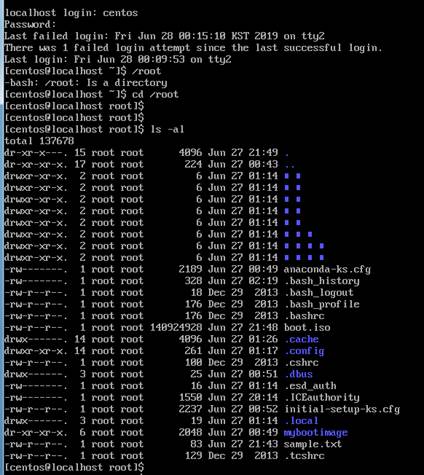 localhost login: centos
Password:
Last failed login: Fri Jun 28 00:15:10 KST 2019 on tty2
There was 1 failed login attempt since the last successful login.
Last login: Fri Jun 28 00:09:53 on tty2
[centos@localhost ~]$ /root
-bash: /root: Is a directory
[centos@localhost ~]$ cd /root
[centos@localhost root]$
[centos@localhost root]$
[centos@localhost root]$ ls -al
total 137678
dr-xr-x---. 15 root root 4096 Jun 27 21:49 .
dr-xr-xr-x. 17 root root 224 Jun 27 00:43 ..
drwxr-xr-x. 2 root root 6 Jun 27 01:14
drwxr-xr-x. 2 root root 6 Jun 27 01:14
drwxr-xr-x. 2 root root 6 Jun 27 01:14
drwxr-xr-x. 2 root root 6 Jun 27 01:14
drwxr-xr-x. 2 root root 6 Jun 27 01:14
drwxr-xr-x. 2 root root 6 Jun 27 01:14
drwxr-xr-x. 2 root root 6 Jun 27 01:14
drwxr-xr-x. 2 root root 6 Jun 27 01:14
-rw-------. 1 root root 2189 Jun 27 00:49 anaconda-ks.cfg
-rw-------. 1 root root 328 Jun 27 02:19 .bash_history
-rw-r--r--. 1 root root 18 Dec 29 2013 .bash_logout
-rw-r--r--. 1 root root 176 Dec 29 2013 .bash_profile
-rw-r--r--. 1 root root 176 Dec 29 2013 .bashrc
-rw-r--r--. 1 root root 140924928 Jun 27 21:48 boot.iso
drwx------. 14 root root 4096 Jun 27 01:26 .cache
drwxr-xr-x. 14 root root 261 Jun 27 01:17 .config
-rw-r--r--. 1 root root 100 Dec 29 2013 .cshrc
drwx------. 3 root root 25 Jun 27 00:51 .dbus
-rw-------. 1 root root 16 Jun 27 01:14 .esd_auth
-rw-------. 1 root root 1550 Jun 27 20:14 .ICEauthority
-rw-r--r--. 1 root root 2237 Jun 27 00:52 initial-setup-ks.cfg
drwx------. 3 root root 19 Jun 27 01:14 .local
dr-xr-xr-x. 6 root root 2048 Jun 27 00:49 mybootimage
-rw-r--r--. 1 root root 83 Jun 27 21:43 sample.txt
-rw-r--r--. 1 root root 129 Dec 29 2013 .tcshrc
[centos@localhost root]$